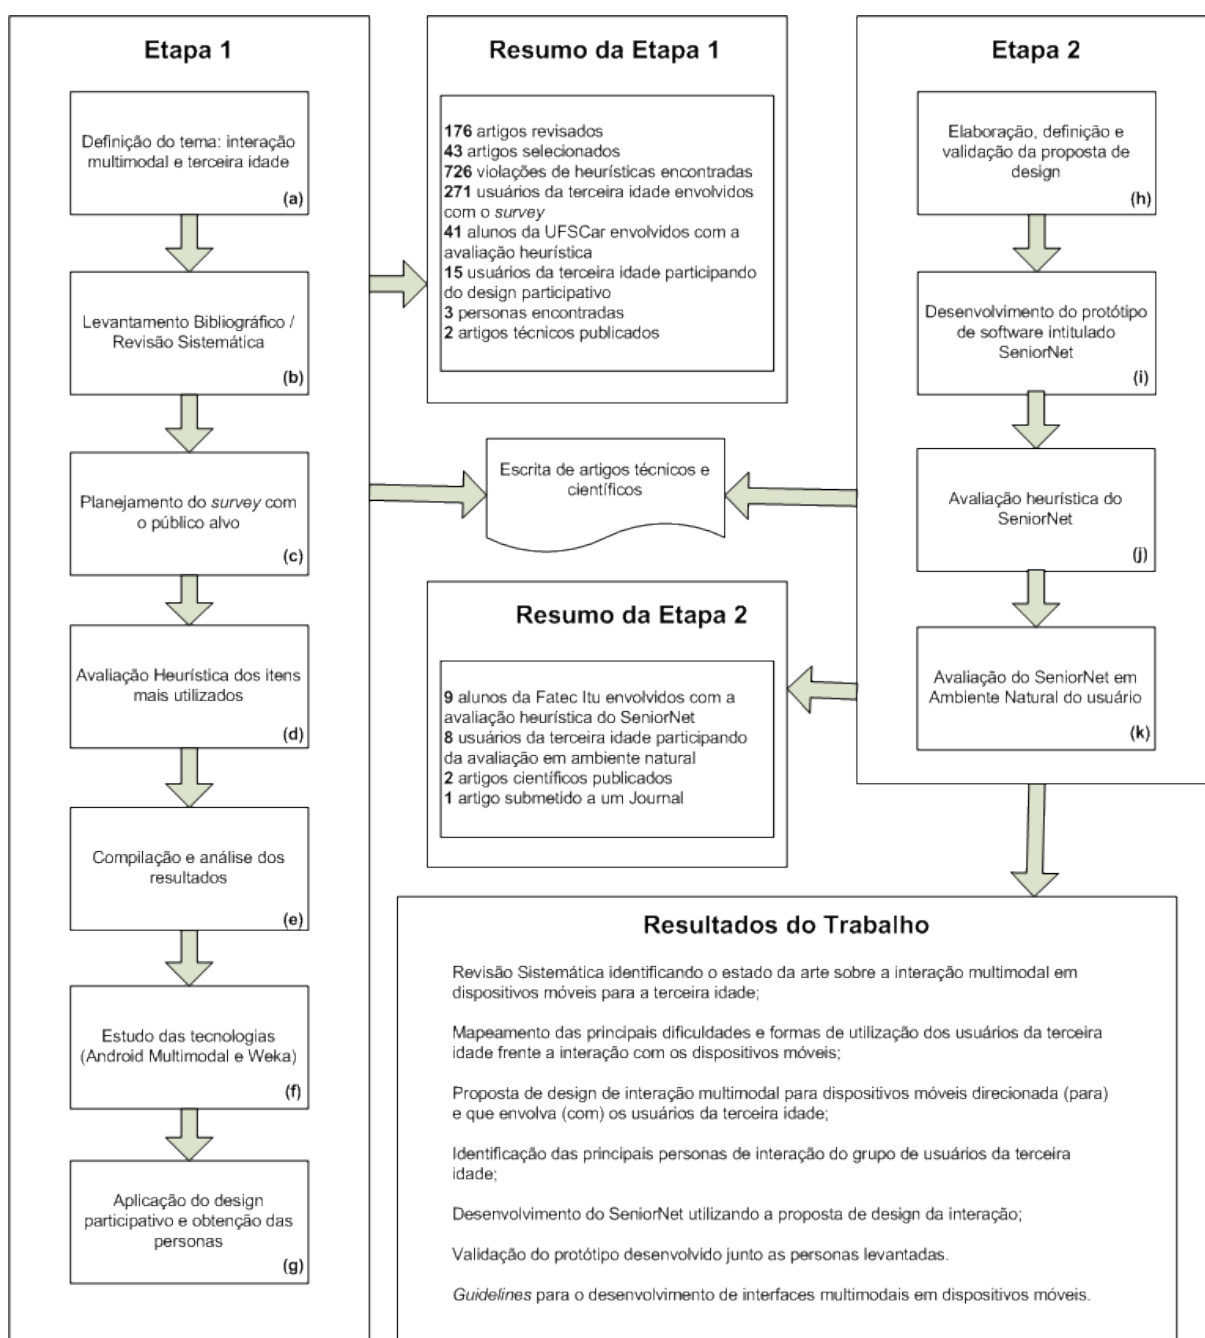 Etapa 1
Definição do tema: interação
multimodal e terceira idade
(a)
Levantamento Bibliográfico /
Revisão Sistemática
(b)
Planejamento do survey com
o público alvo
(c)
Avaliação Heurística dos itens
mais utilizados
(d)
Compilação e análise dos
resultados
(e)
Estudo das tecnologias
(Android Multimodal e Weka)
(f)
Aplicação do design
participativo e obtenção das
personas
(g)
Resumo da Etapa 1
176 artigos revisados
43 artigos selecionados
726 violações de heurísticas encontradas
271 usuários da terceira idade envolvidos
com o survey
41 alunos da UFSCar envolvidos com a
avaliação heurística
15 usuários da terceira idade participando
do design participativo
3 personas encontradas
2 artigos técnicos publicados
Escrita de artigos técnicos e
científicos
Resumo da Etapa 2
9 alunos da Fatec Itu envolvidos com a
avaliação heurística do SeniorNet
8 usuários da terceira idade participando
da avaliação em ambiente natural
2 artigos científicos publicados
1 artigo submetido a um Journal
Etapa 2
Elaboração, definição e
validação da proposta de
design
(h)
Desenvolvimento do protótipo
de software intitulado
SeniorNet
(i)
Avaliação heurística do
SeniorNet
(j)
Avaliação do SeniorNet em
Ambiente Natural do usuário
(k)
Resultados do Trabalho
Revisão Sistemática identificando o estado da arte sobre a interação multimodal em
dispositivos móveis para a terceira idade;
Mapeamento das principais dificuldades e formas de utilização dos usuários da terceira
idade frente a interação com os dispositivos móveis;
Proposta de design de interação multimodal para dispositivos móveis direcionada (para)
e que envolva (com) os usuários da terceira idade;
Identificação das principais personas de interação do grupo de usuários da terceira
idade;
Desenvolvimento do SeniorNet utilizando a proposta de design da interação;
Validação do protótipo desenvolvido junto as personas levantadas.
Guidelines para o desenvolvimento de interfaces multimodais em dispositivos móveis.